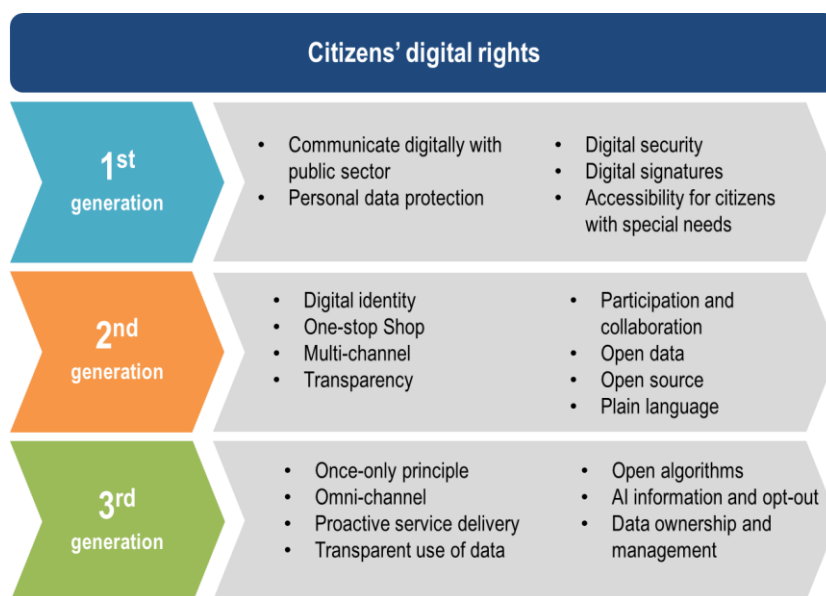 Citizens' digital rights
1st
generation
• Communicate digitally with
public sector
• Personal data protection
• Digital security
• Digital signatures
• Accessibility for citizens
with special needs
2nd
generation
• Digital identity
• One-stop Shop
• Multi-channel
• Transparency
• Participation and
collaboration
• Open data
• Open source
• Plain language
3rd
generation
• Once-only principle
• Omni-channel
• Proactive service delivery
• Transparent use of data
• Open algorithms
• AI information and opt-out
• Data ownership and
management